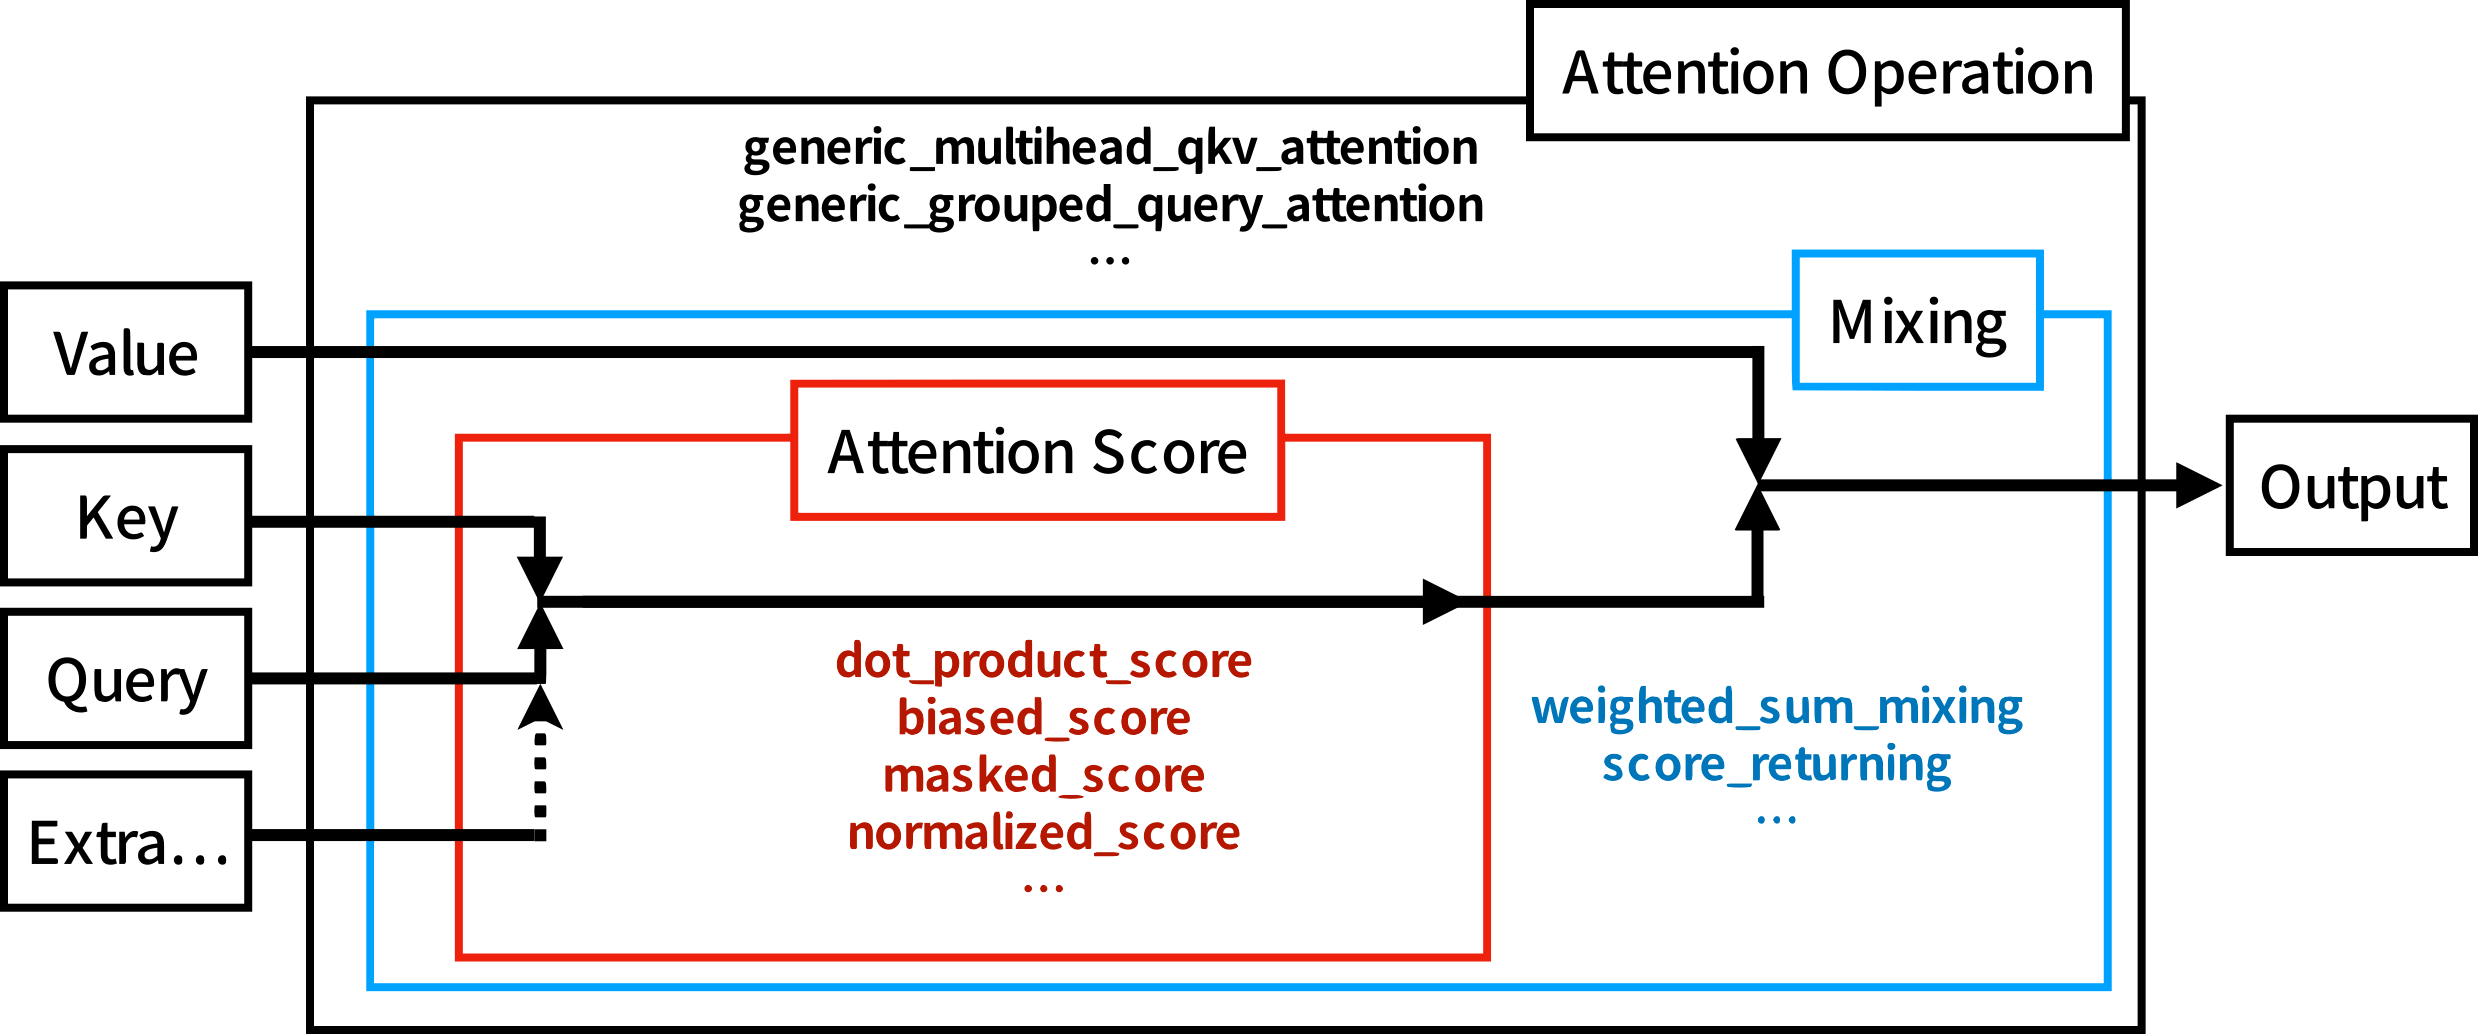 Attention Operation
generic_multihead_qkv_attention
generic_grouped_query_attention
...
Mixing
Value
Attention Score
Key
Output
Query
dot_product_score
biased_score
masked_score
normalized_score
...
weighted_sum_mixing
score_returning
...
Extra...